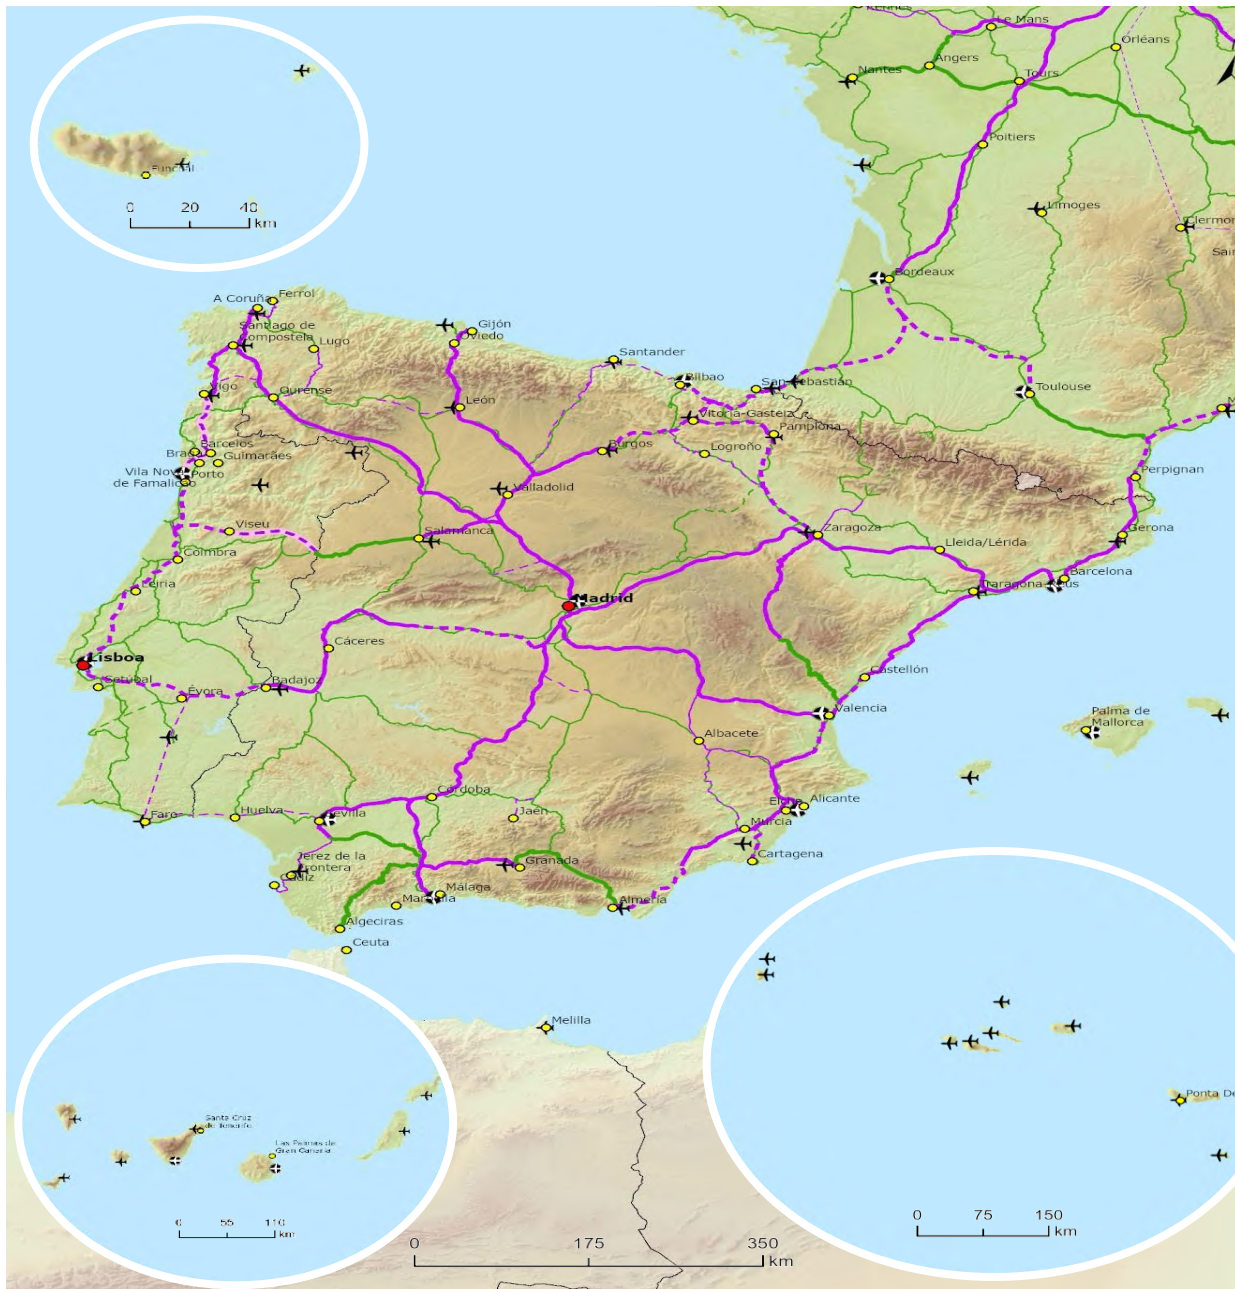 Rennes
Le Mans
Orléans
Angers
Nantes
Tours
Poitiers
Limoges
Clermon
Sain
Funchal
0 20 40
km
Bordeaux
A Coruña
Ferrol
Santiago de
Compostela
Lugo
Gijón
Oviedo
Santander
Bilbao
San Sebastián
Toulouse
Vigo
Ourense
León
Vitoria-Gasteiz
Pamplona
M
Barcelos
Braga
Guimarães
Burgos
Logroño
Vila Nova
de Famalicão
Porto
Perpignan
Valladolid
Viseu
Salamanca
Zaragoza
Gerona
Coimbra
Lleida/Lérida
Leiria
Madrid
Barcelona
Tarragona-Reus
Lisboa
Cáceres
Setúbal
Évora
Badajoz
Castellón
Valencia
Palma de
Mallorca
Albacete
Faro
Huelva
Sevilla
Córdoba
Jaén
Elche
Alicante
Murcia
Jerez de la
Frontera
Cádiz
Granada
Cartagena
Málaga
Marbella
Almería
Algeciras
Ceuta
Melilla
Ponta De
Santa Cruz
de Tenerife
Las Palmas de
Gran Canaria
0 55 110
km
0 75 150
km
0 175 350
km